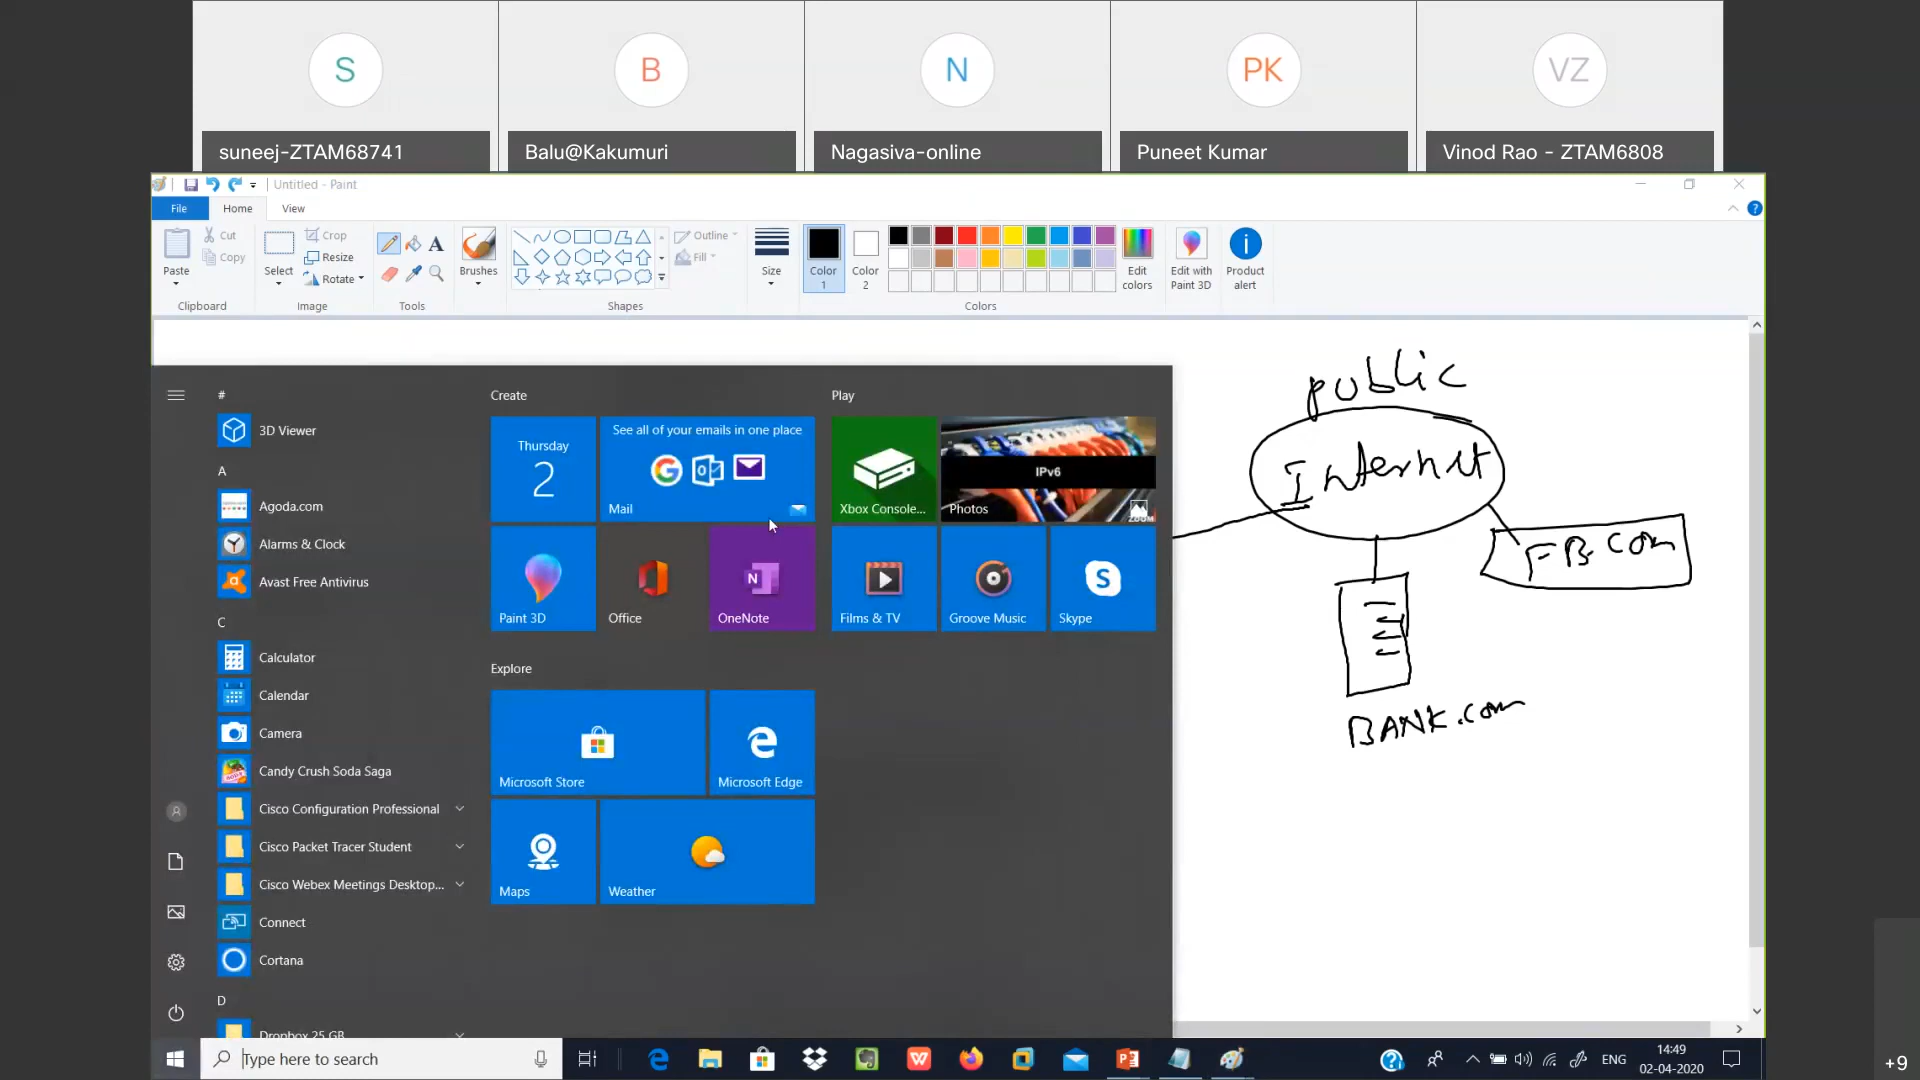 S
B
N
PK
VZ
suneej-ZTAM68741
Balu@Kakumuri
Nagasiva-online
Puneet Kumar
Vinod Rao - ZTAM6808
Untitled - Paint
File
Home
View
Paste
Cut
Copy
Clipboard
Select
Crop
Resize
Rotate
Image
A
Tools
Brushes
Outline
Fill
Shapes
Size
Color 1
Color 2
Edit colors
Colors
Edit with Paint 3D
Product alert
#
3D Viewer
A
Agoda.com
Alarms & Clock
Avast Free Antivirus
C
Calculator
Calendar
Camera
Candy Crush Soda Saga
Cisco Configuration Professional
Cisco Packet Tracer Student
Cisco Webex Meetings Desktop...
Connect
Cortana
D
Dropbox 25 GB
Create
Thursday
2
See all of your emails in one place
Mail
Paint 3D
Office
OneNote
Explore
Microsoft Store
Microsoft Edge
Maps
Weather
Play
Xbox Console...
IPv6
Photos
ZOOM
Films & TV
Groove Music
Skype
public
Internet
FB.com
BANK.com
Type here to search
ENG
14:49
02-04-2020
+9